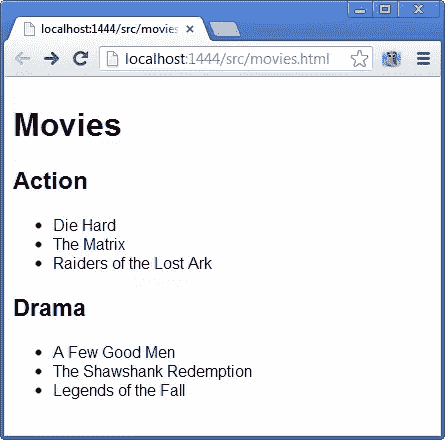 localhost:1444/src/movies
localhost:1444/src/movies.html
Movies
Action
Die Hard
The Matrix
Raiders of the Lost Ark
Drama
A Few Good Men
The Shawshank Redemption
Legends of the Fall